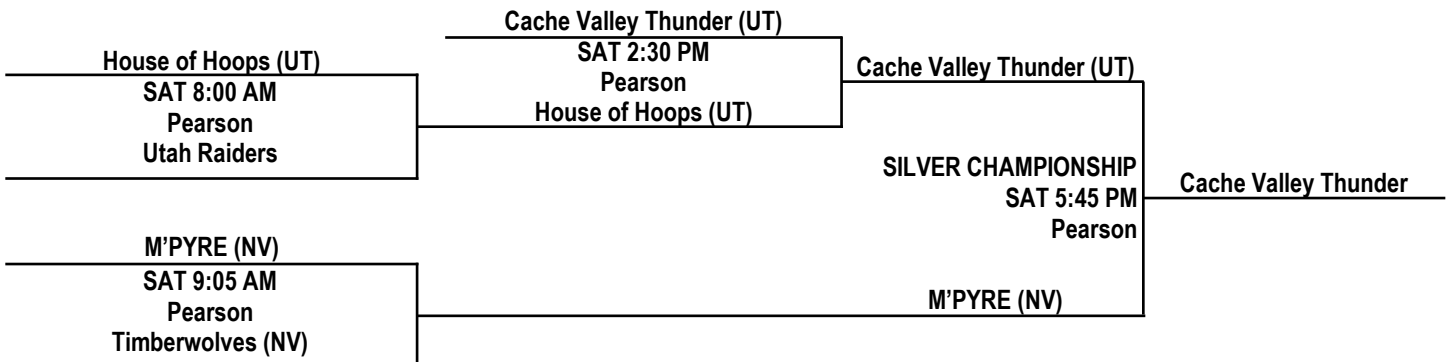 Cache Valley Thunder (UT)
House of Hoops (UT)
SAT 2:30 PM
Pearson
Cache Valley Thunder (UT)
SAT 8:00 AM
Pearson
House of Hoops (UT)
Utah Raiders
SILVER CHAMPIONSHIP
SAT 5:45 PM
Pearson
Cache Valley Thunder
M'PYRE (NV)
SAT 9:05 AM
Pearson
Timberwolves (NV)
M'PYRE (NV)